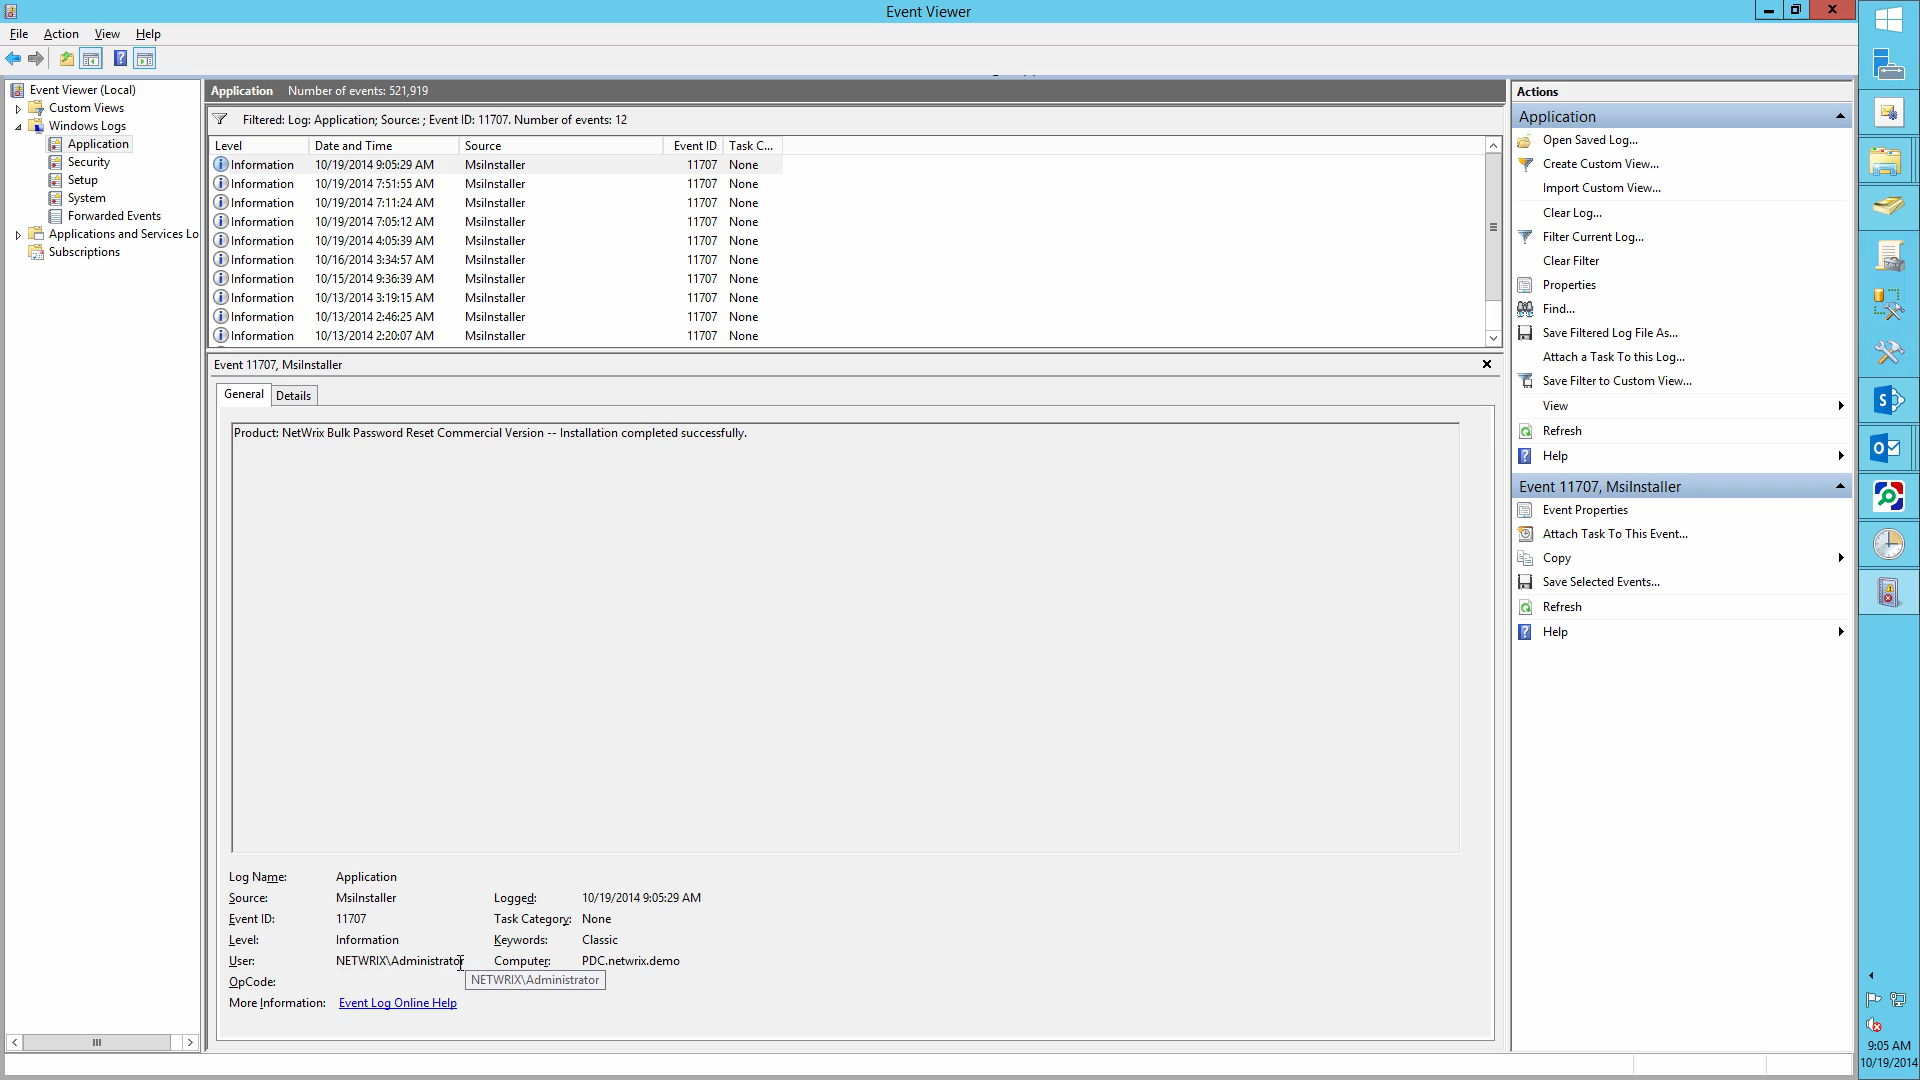 Event Viewer
File Action View Help
Event Viewer (Local)
Custom Views
Windows Logs
Application
Security
Setup
System
Forwarded Events
Applications and Services Lo
Subscriptions
Application Number of events: 521,919
Filtered: Log: Application; Source: ; Event ID: 11707. Number of events: 12
Level Date and Time Source Event ID Task C...
Information 10/19/2014 9:05:29 AM MsiInstaller 11707 None
Information 10/19/2014 7:51:55 AM MsiInstaller 11707 None
Information 10/19/2014 7:11:24 AM MsiInstaller 11707 None
Information 10/19/2014 7:05:12 AM MsiInstaller 11707 None
Information 10/19/2014 4:05:39 AM MsiInstaller 11707 None
Information 10/16/2014 3:34:57 AM MsiInstaller 11707 None
Information 10/15/2014 9:36:39 AM MsiInstaller 11707 None
Information 10/13/2014 3:19:15 AM MsiInstaller 11707 None
Information 10/13/2014 2:46:25 AM MsiInstaller 11707 None
Information 10/13/2014 2:20:07 AM MsiInstaller 11707 None
Event 11707, MsiInstaller
General Details
Product: NetWrix Bulk Password Reset Commercial Version -- Installation completed successfully.
Log Name: Application
Source: MsiInstaller Logged: 10/19/2014 9:05:29 AM
Event ID: 11707 Task Category: None
Level: Information Keywords: Classic
User: NETWRIX\Administrator Computer: PDC.netwrix.demo
OpCode:
NETWRIX\Administrator
More Information: Event Log Online Help
Actions
Application
Open Saved Log...
Create Custom View...
Import Custom View...
Clear Log...
Filter Current Log...
Clear Filter
Properties
Find...
Save Filtered Log File As...
Attach a Task To this Log...
Save Filter to Custom View...
View
Refresh
Help
Event 11707, MsiInstaller
Event Properties
Attach Task To This Event...
Copy
Save Selected Events...
Refresh
Help
9:05 AM
10/19/2014